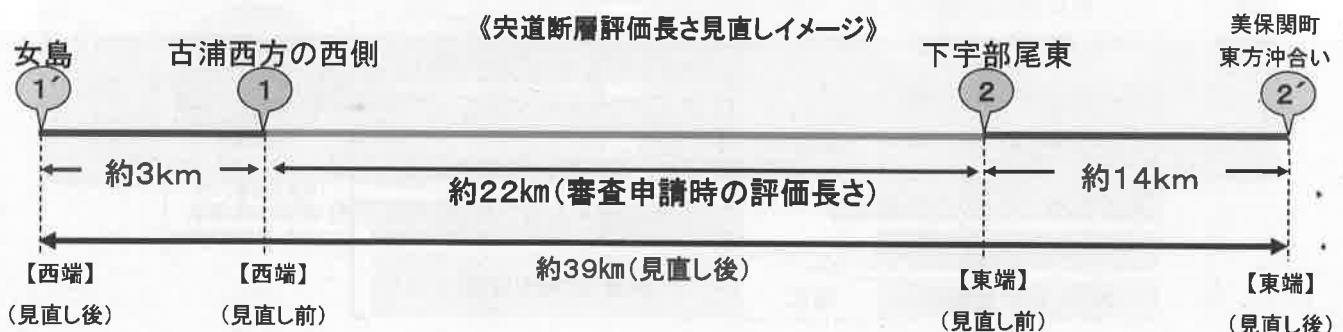 《宍道断層評価長さ見直しイメージ》
美保関町
東方沖合い
女島
古浦西方の西側
下宇部尾東
1´
1
2
2´
約3km
約22km(審査申請時の評価長さ)
約14km
約39km(見直し後)
【西端】
(見直し後)
【西端】
(見直し前)
【東端】
(見直し前)
【東端】
(見直し後)